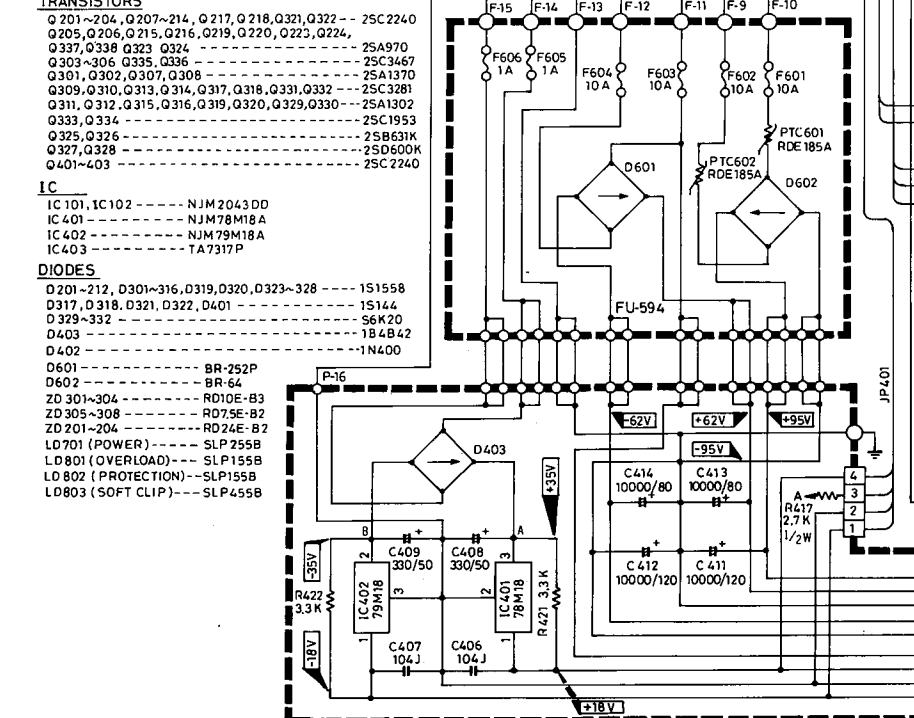 TRANSISTORS
Q201~204, Q207~214, Q217, Q218, Q321, Q322-- 2SC2240
Q205, Q206, Q215, Q216, Q219, Q220, Q223, Q224,
Q337, Q338 Q323 Q324 ---------------- 2SA970
Q303~306 Q335, Q336 ---------------- 2SC3467
Q301, Q302, Q307, Q308 --------------- 2SA1370
Q309, Q310, Q313, Q314, Q317, Q318, Q331, Q332 --- 2SC3281
Q311, Q312, Q315, Q316, Q319, Q320, Q329, Q330--- 2SA1302
Q333, Q334 ---------------------- 2SC1953
Q325, Q326 ---------------------- 2SB631K
Q327, Q328 ---------------------- 2SD600K
Q401~403 ---------------------- 2SC2240
IC
IC101, IC102 ----- NJM2043DD
IC401 --------- NJM78M18A
IC402 --------- NJM79M18A
IC403 --------- TA7317P
DIODES
D201~212, D301~316, D319, D320, D323~328 ---- 1S1558
D317, D318, D321, D322, D401 ------------ 1S144
D329~332 ---------------------- S6K20
D403 ------------------------ 1B4B42
D402 ------------------------ 1N400
D601 ----------- BR-252P
D602 ----------- BR-64
ZD301~304 -------- RD10E-B3
ZD305~308 -------- RD7.5E-B2
ZD201~204 -------- RD24E-B2
LD701 (POWER)----- SLP255B
LD801 (OVERLOAD)-- SLP155B
LD802 (PROTECTION)-- SLP155B
LD803 (SOFT CLIP)--- SLP455B
F-15
F-14
F-13
F-12
F-11
F-9
F-10
F606
1A
F605
1A
F604
10A
F603
10A
F602
10A
F601
10A
PTC601
RDE185A
PTC602
RDE185A
D601
D602
FU-594
P-16
JP401
-62V
+62V
+95V
-95V
D403
+35V
C414
10000/80
C413
10000/80
A
R417
2,7K
1/2W
4
3
2
1
B
A
+
+
+
+
+
+
C409
330/50
C408
330/50
C412
10000/120
C411
10000/120
-35V
R422
3,3K
2
IC402
79M18
3
1
3
IC401
78M18
2
1
R421 3,3K
-18V
C407
104J
C406
104J
+18V